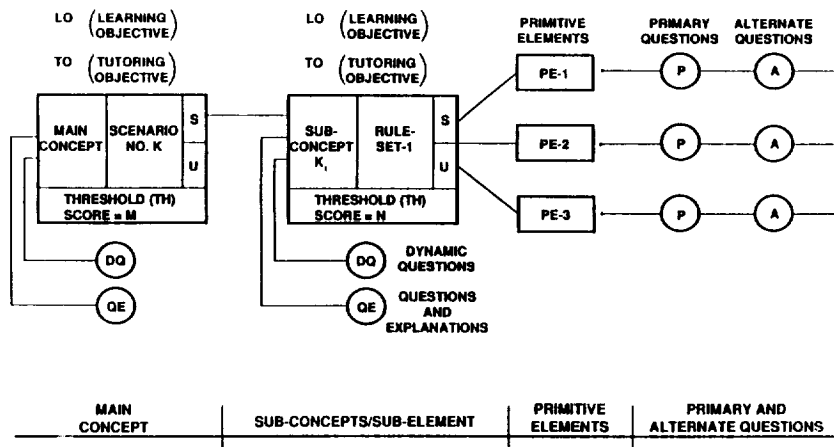 LO (LEARNING OBJECTIVE)
TO (TUTORING OBJECTIVE)
MAIN CONCEPT
SCENARIO NO. K
S
U
THRESHOLD (TH)
SCORE = M
DQ
QE
LO (LEARNING OBJECTIVE)
TO (TUTORING OBJECTIVE)
SUB-CONCEPT K₁
RULE-SET-1
S
U
THRESHOLD (TH)
SCORE = N
DQ
DYNAMIC QUESTIONS
QE
QUESTIONS AND EXPLANATIONS
PRIMITIVE ELEMENTS
PRIMARY QUESTIONS
ALTERNATE QUESTIONS
PE-1
P
A
PE-2
P
A
PE-3
P
A
MAIN CONCEPT
SUB-CONCEPTS/SUB-ELEMENT
PRIMITIVE ELEMENTS
PRIMARY AND ALTERNATE QUESTIONS